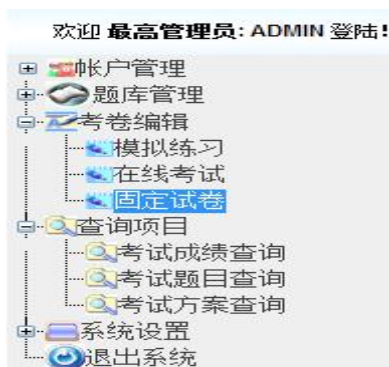 欢迎 最高管理员: ADMIN 登陆!
帐户管理
题库管理
考卷编辑
模拟练习
在线考试
固定试卷
查询项目
考试成绩查询
考试题目查询
考试方案查询
系统设置
退出系统